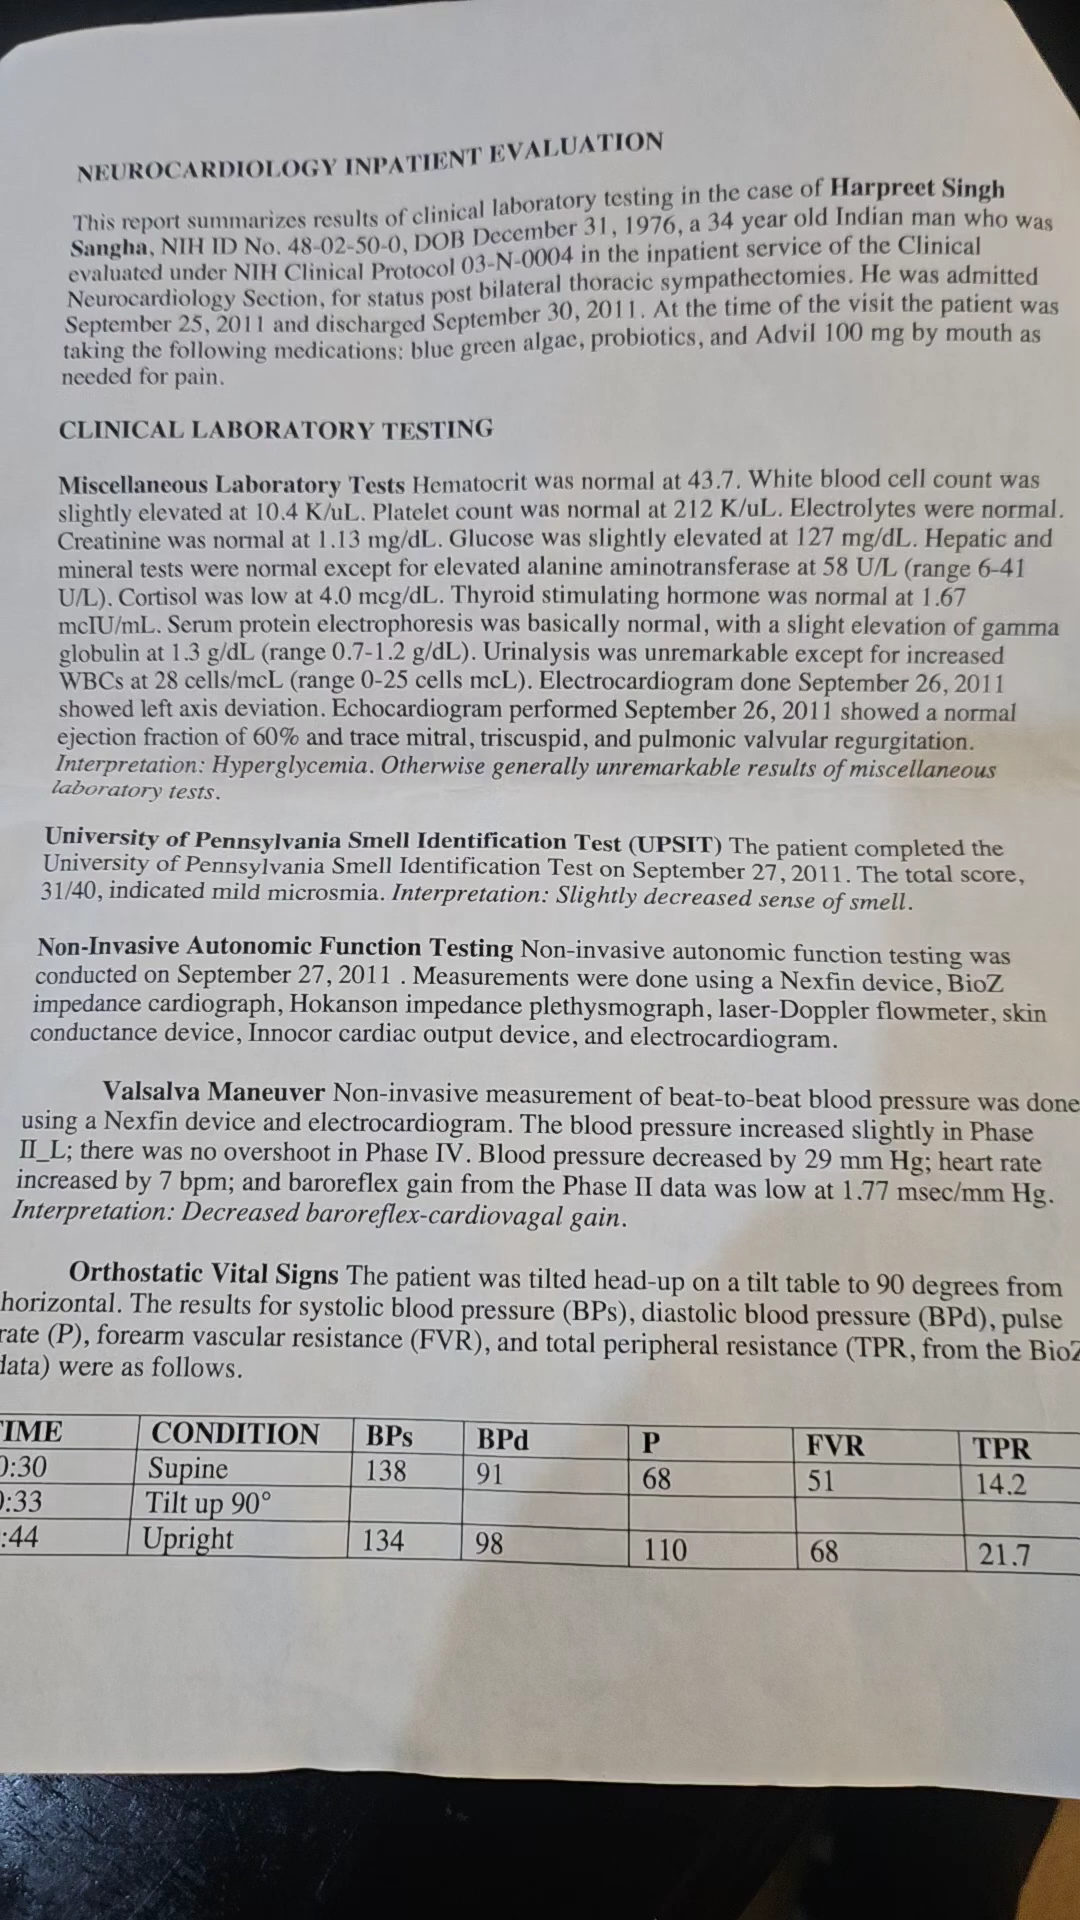 NEUROCARDIOLOGY INPATIENT EVALUATION
This report summarizes results of clinical laboratory testing in the case of Harpreet Singh
Sangha, NIH ID No. 48-02-50-0, DOB December 31, 1976, a 34 year old Indian man who was
evaluated under NIH Clinical Protocol 03-N-0004 in the inpatient service of the Clinical
Neurocardiology Section, for status post bilateral thoracic sympathectomies. He was admitted
September 25, 2011 and discharged September 30, 2011. At the time of the visit the patient was
taking the following medications: blue green algae, probiotics, and Advil 100 mg by mouth as
needed for pain.
CLINICAL LABORATORY TESTING
Miscellaneous Laboratory Tests Hematocrit was normal at 43.7. White blood cell count was
slightly elevated at 10.4 K/uL. Platelet count was normal at 212 K/uL. Electrolytes were normal.
Creatinine was normal at 1.13 mg/dL. Glucose was slightly elevated at 127 mg/dL. Hepatic and
mineral tests were normal except for elevated alanine aminotransferase at 58 U/L (range 6-41
U/L). Cortisol was low at 4.0 mcg/dL. Thyroid stimulating hormone was normal at 1.67
mcIU/mL. Serum protein electrophoresis was basically normal, with a slight elevation of gamma
globulin at 1.3 g/dL (range 0.7-1.2 g/dL). Urinalysis was unremarkable except for increased
WBCs at 28 cells/mcL (range 0-25 cells mcL). Electrocardiogram done September 26, 2011
showed left axis deviation. Echocardiogram performed September 26, 2011 showed a normal
ejection fraction of 60% and trace mitral, triscuspid, and pulmonic valvular regurgitation.
Interpretation: Hyperglycemia. Otherwise generally unremarkable results of miscellaneous
laboratory tests.
University of Pennsylvania Smell Identification Test (UPSIT) The patient completed the
University of Pennsylvania Smell Identification Test on September 27, 2011. The total score,
31/40, indicated mild microsmia. Interpretation: Slightly decreased sense of smell.
Non-Invasive Autonomic Function Testing Non-invasive autonomic function testing was
conducted on September 27, 2011 . Measurements were done using a Nexfin device, BioZ
impedance cardiograph, Hokanson impedance plethysmograph, laser-Doppler flowmeter, skin
conductance device, Innocor cardiac output device, and electrocardiogram.
Valsalva Maneuver Non-invasive measurement of beat-to-beat blood pressure was done
using a Nexfin device and electrocardiogram. The blood pressure increased slightly in Phase
II_L; there was no overshoot in Phase IV. Blood pressure decreased by 29 mm Hg; heart rate
increased by 7 bpm; and baroreflex gain from the Phase II data was low at 1.77 msec/mm Hg.
Interpretation: Decreased baroreflex-cardiovagal gain.
Orthostatic Vital Signs The patient was tilted head-up on a tilt table to 90 degrees from
horizontal. The results for systolic blood pressure (BPs), diastolic blood pressure (BPd), pulse
rate (P), forearm vascular resistance (FVR), and total peripheral resistance (TPR, from the BioZ
data) were as follows.
TIME CONDITION BPs BPd P FVR TPR
0:30 Supine 138 91 68 51 14.2
:33 Tilt up 90°
:44 Upright 134 98 110 68 21.7